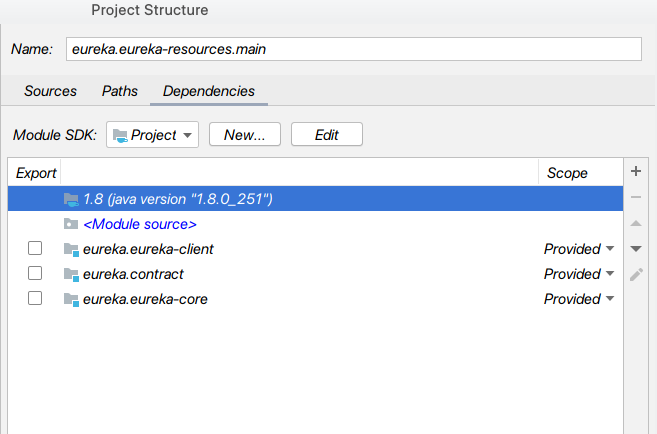 Project Structure
Name: eureka.eureka-resources.main
Sources Paths Dependencies
Module SDK: Project New... Edit
Export Scope
1.8 (java version "1.8.0_251")
<Module source>
eureka.eureka-client Provided
eureka.contract Provided
eureka.eureka-core Provided